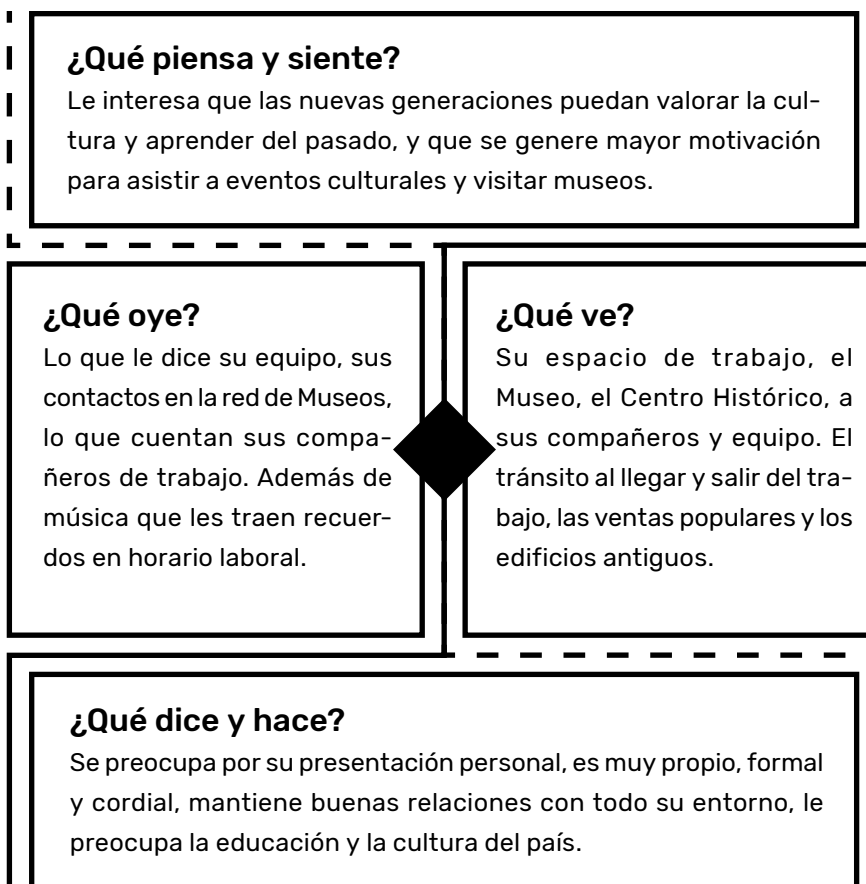 ¿Qué piensa y siente?
Le interesa que las nuevas generaciones puedan valorar la cul-
tura y aprender del pasado, y que se genere mayor motivación
para asistir a eventos culturales y visitar museos.
¿Qué oye?
Lo que le dice su equipo, sus
contactos en la red de Museos,
lo que cuentan sus compa-
ñeros de trabajo. Además de
música que les traen recuer-
dos en horario laboral.
¿Qué ve?
Su espacio de trabajo, el
Museo, el Centro Histórico, a
sus compañeros y equipo. El
tránsito al llegar y salir del tra-
bajo, las ventas populares y los
edificios antiguos.
¿Qué dice y hace?
Se preocupa por su presentación personal, es muy propio, formal
y cordial, mantiene buenas relaciones con todo su entorno, le
preocupa la educación y la cultura del país.